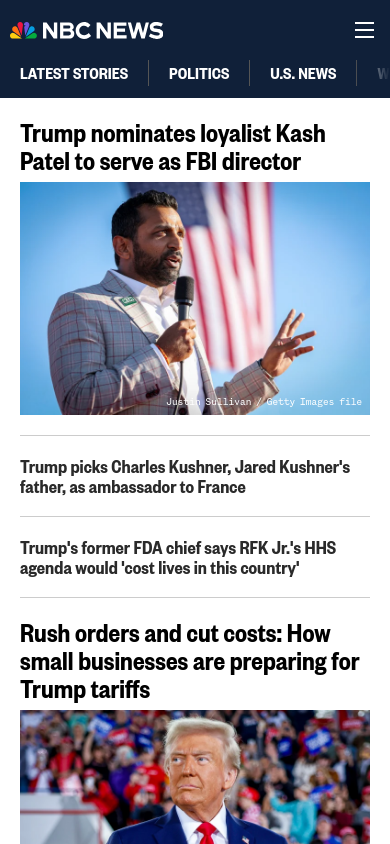 NBC NEWS
LATEST STORIES
POLITICS
U.S. NEWS
Trump nominates loyalist Kash
Patel to serve as FBI director
Justin Sullivan / Getty Images file
Trump picks Charles Kushner, Jared Kushner's
father, as ambassador to France
Trump's former FDA chief says RFK Jr.'s HHS
agenda would 'cost lives in this country'
Rush orders and cut costs: How
small businesses are preparing for
Trump tariffs